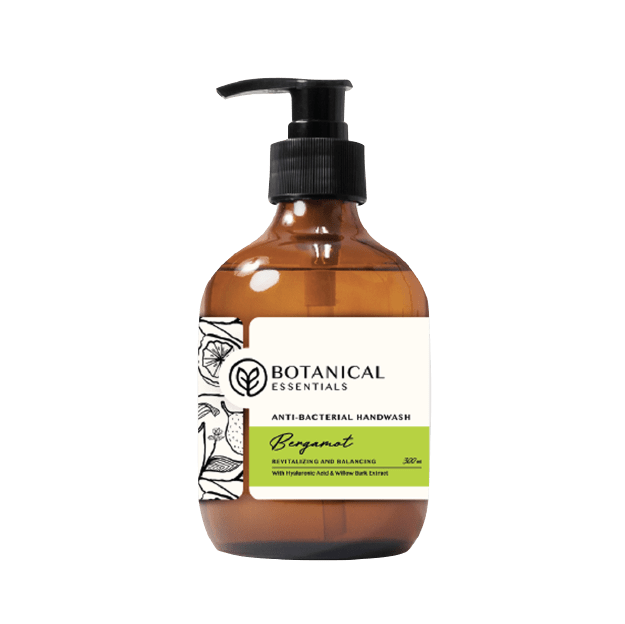 BOTANICAL
ESSENTIALS
ANTI-BACTERIAL HANDWASH
Bergamot
REVITALIZING AND BALANCING 300 ml
With Hyaluronic Acid & Willow Bark Extract